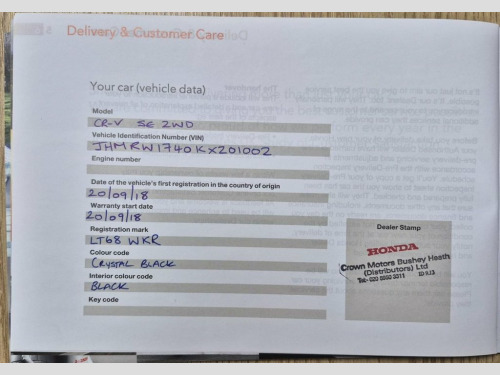 Delivery & Customer Care
Your car (vehicle data)
Model
CR-V SE 2WD
Vehicle Identification Number (VIN)
JHMRW1740KX201002
Engine number
Date of the vehicle's first registration in the country of origin
20/09/18
Warranty start date
20/09/18
Registration mark
LT68 WKR
Colour code
CRYSTAL BLACK
Interior colour code
BLACK
Key code
Dealer Stamp
HONDA
Crown Motors Bushey Heath
(Distributors) Ltd